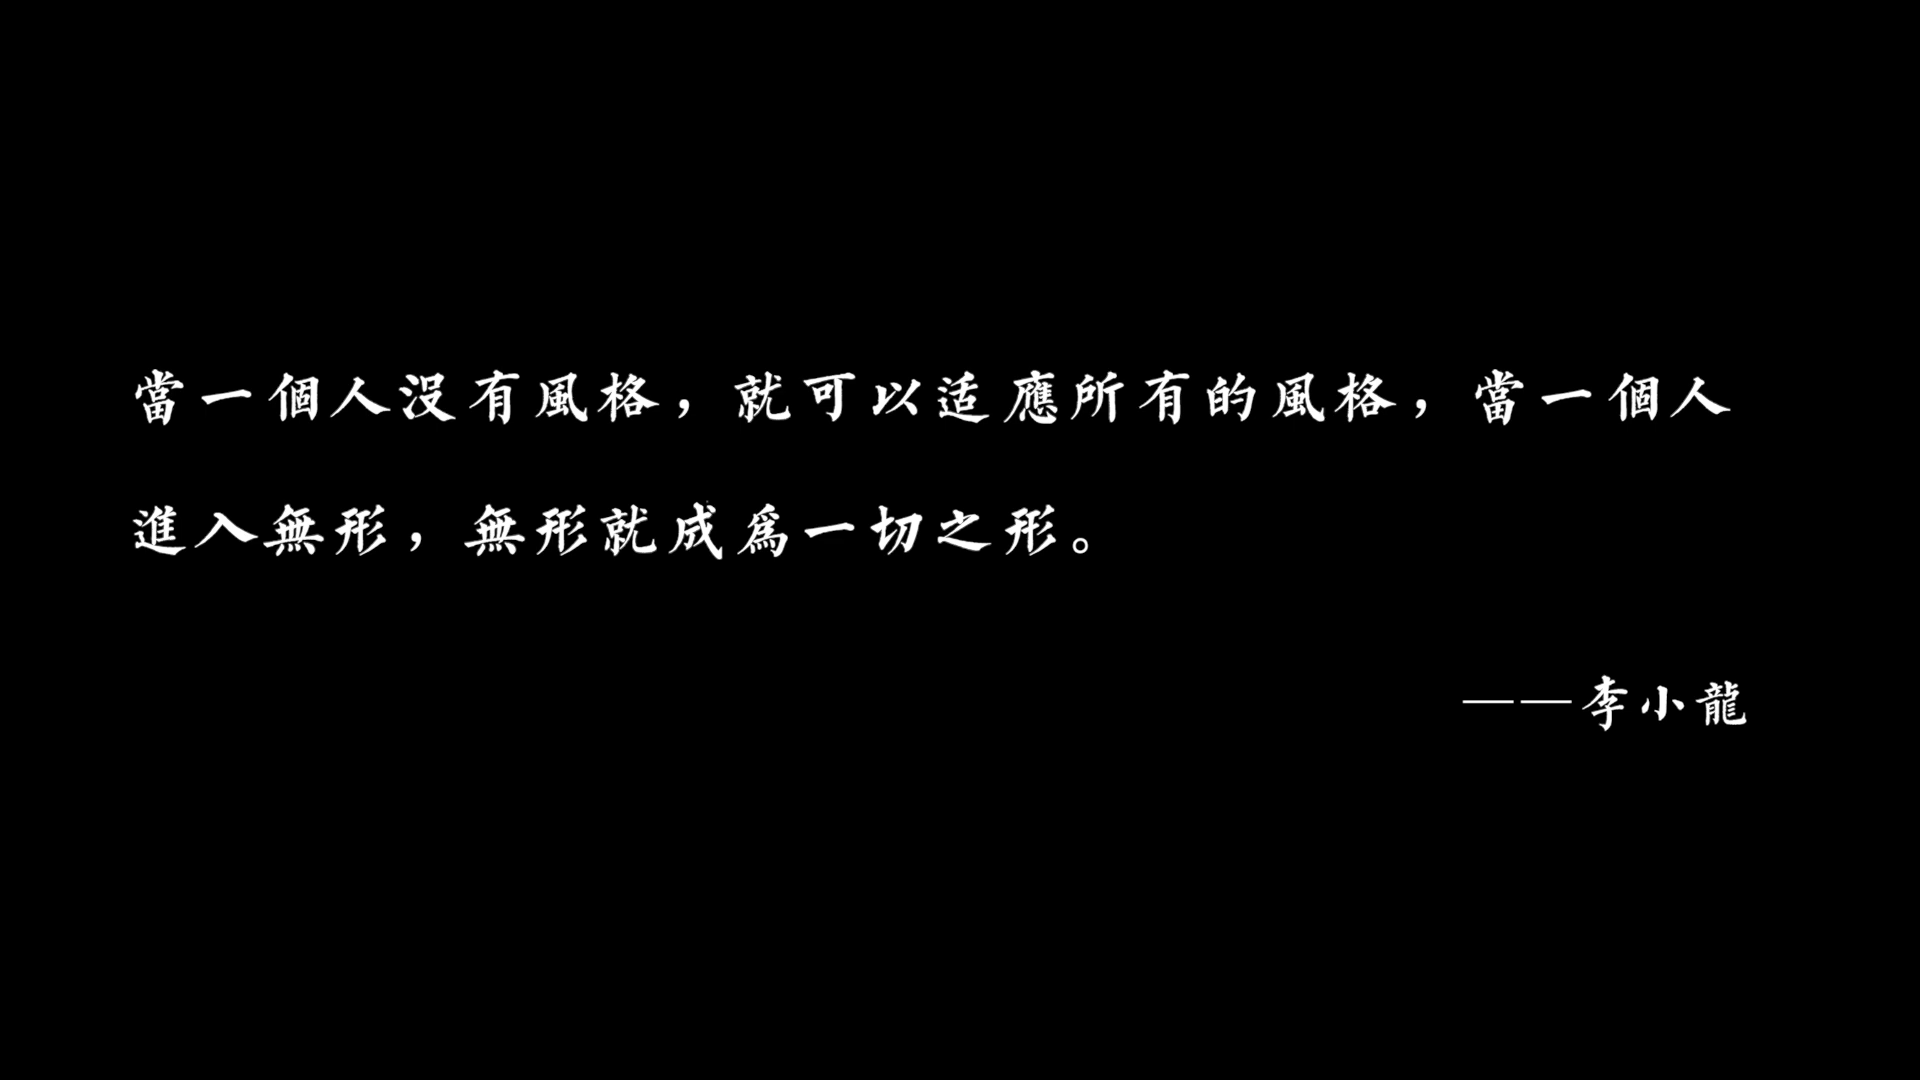 當一個人沒有風格，就可以适應所有的風格，當一個人
進入無形，無形就成爲一切之形。
——李小龍